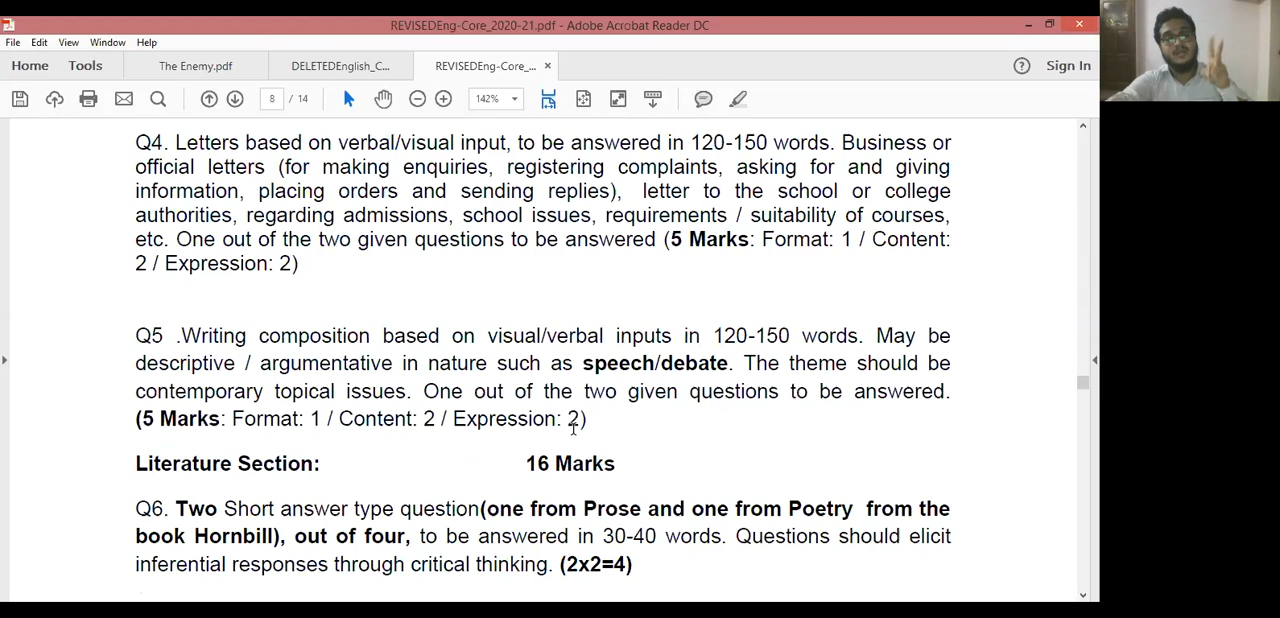 REVISEDEng-Core_2020-21.pdf - Adobe Acrobat Reader DC
File Edit View Window Help
Home Tools The Enemy.pdf DELETEDEnglish_C... REVISEDEng-Core_... × Sign In
8 / 14 142%
Q4. Letters based on verbal/visual input, to be answered in 120-150 words. Business or
official letters (for making enquiries, registering complaints, asking for and giving
information, placing orders and sending replies), letter to the school or college
authorities, regarding admissions, school issues, requirements / suitability of courses,
etc. One out of the two given questions to be answered (5 Marks: Format: 1 / Content:
2 / Expression: 2)
Q5 .Writing composition based on visual/verbal inputs in 120-150 words. May be
descriptive / argumentative in nature such as speech/debate. The theme should be
contemporary topical issues. One out of the two given questions to be answered.
(5 Marks: Format: 1 / Content: 2 / Expression: 2)
Literature Section: 16 Marks
Q6. Two Short answer type question(one from Prose and one from Poetry from the
book Hornbill), out of four, to be answered in 30-40 words. Questions should elicit
inferential responses through critical thinking. (2x2=4)